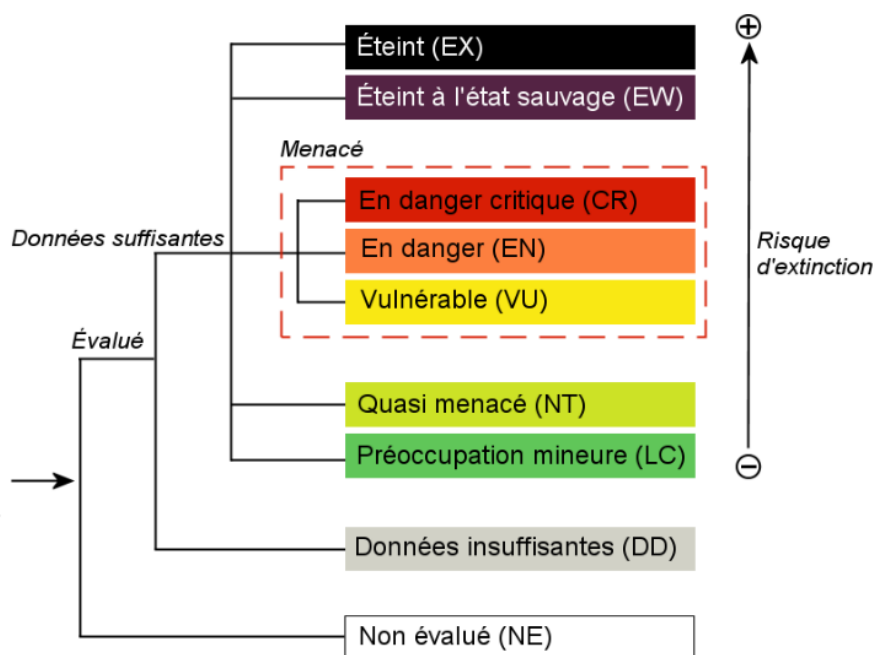 Éteint (EX)
Éteint à l'état sauvage (EW)
Menacé
En danger critique (CR)
Données suffisantes
En danger (EN)
Risque
d'extinction
Vulnérable (VU)
Évalué
Quasi menacé (NT)
Préoccupation mineure (LC)
Données insuffisantes (DD)
Non évalué (NE)